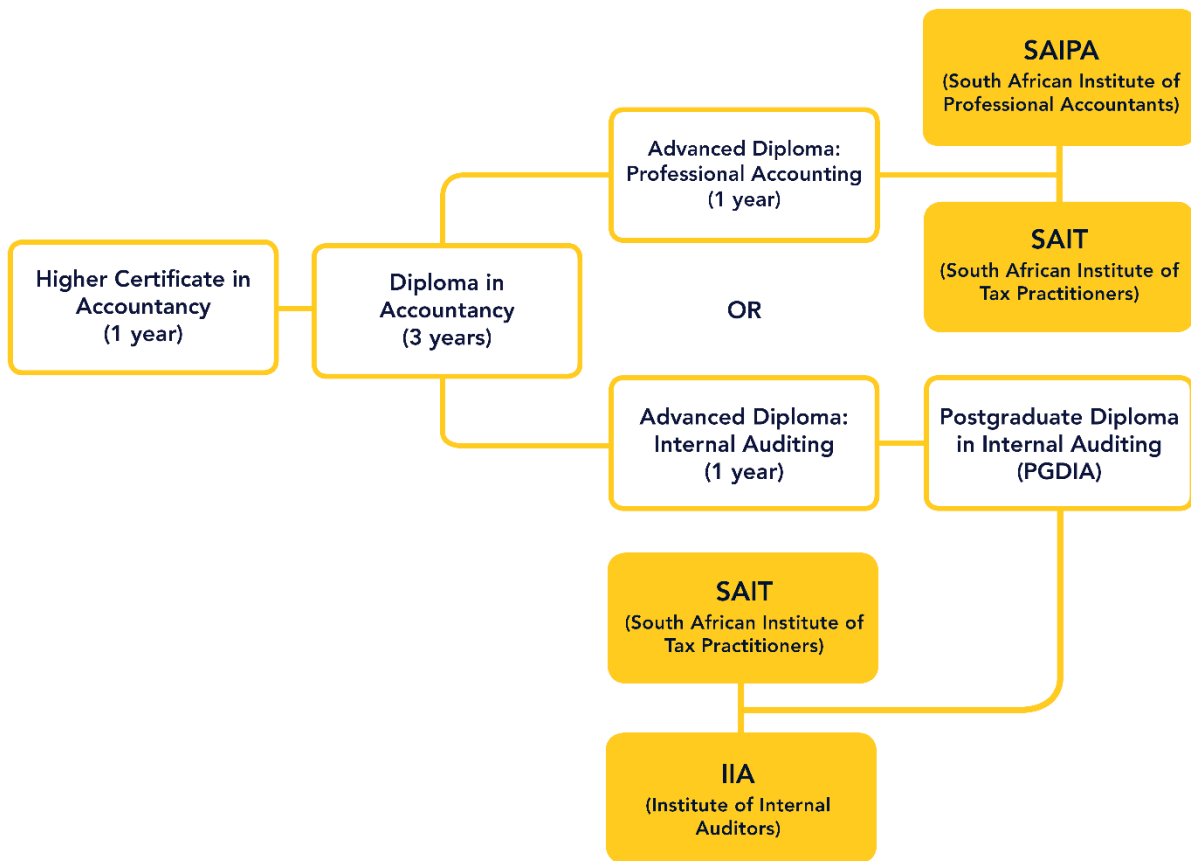 SAIPA
(South African Institute of
Professional Accountants)
Advanced Diploma:
Professional Accounting
(1 year)
SAIT
(South African Institute of
Tax Practitioners)
Higher Certificate in
Accountancy
(1 year)
Diploma in
Accountancy
(3 years)
OR
Advanced Diploma:
Internal Auditing
(1 year)
Postgraduate Diploma
in Internal Auditing
(PGDIA)
SAIT
(South African Institute of
Tax Practitioners)
IIA
(Institute of Internal
Auditors)